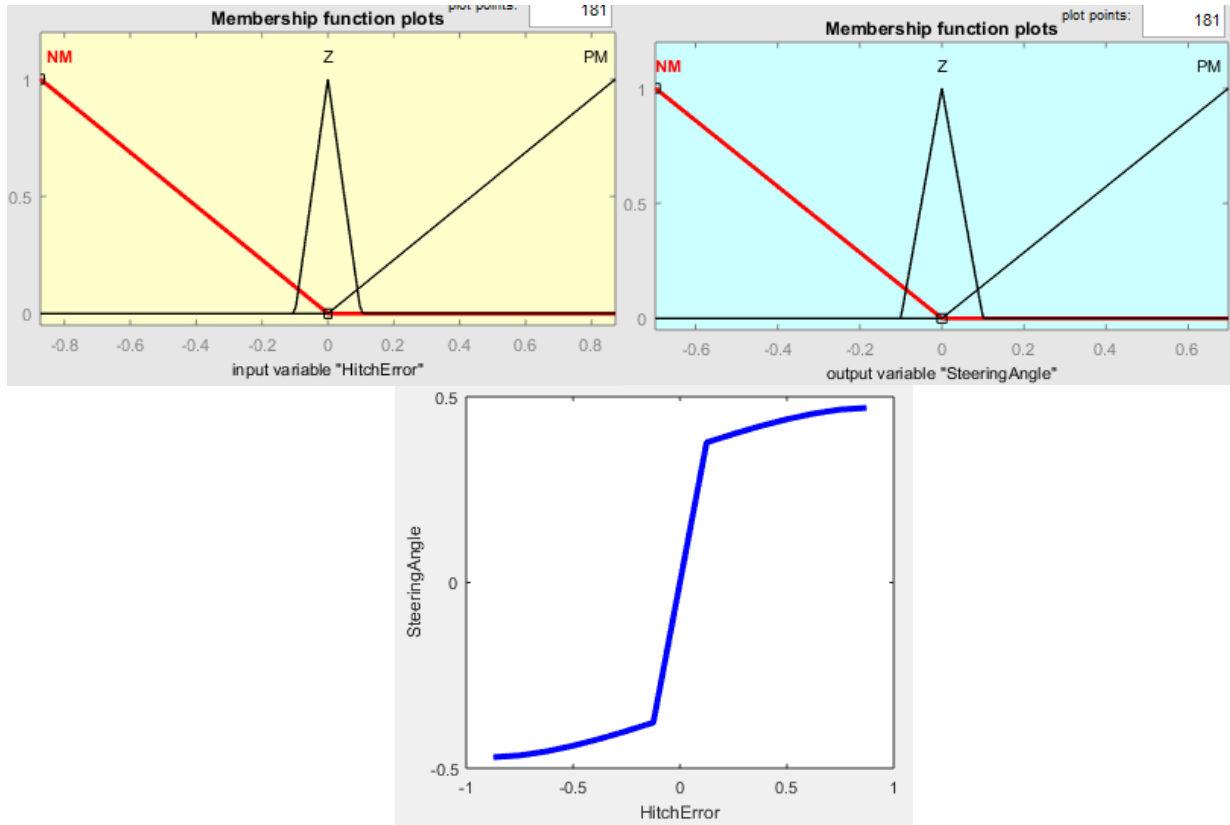 plot points: 181
Membership function plots
NM Z PM
1
0.5
0
-0.8 -0.6 -0.4 -0.2 0 0.2 0.4 0.6 0.8
input variable "HitchError"
plot points: 181
Membership function plots
NM Z PM
1
0.5
0
-0.6 -0.4 -0.2 0 0.2 0.4 0.6
output variable "SteeringAngle"
0.5
0
-0.5
SteeringAngle
-1 -0.5 0 0.5 1
HitchError